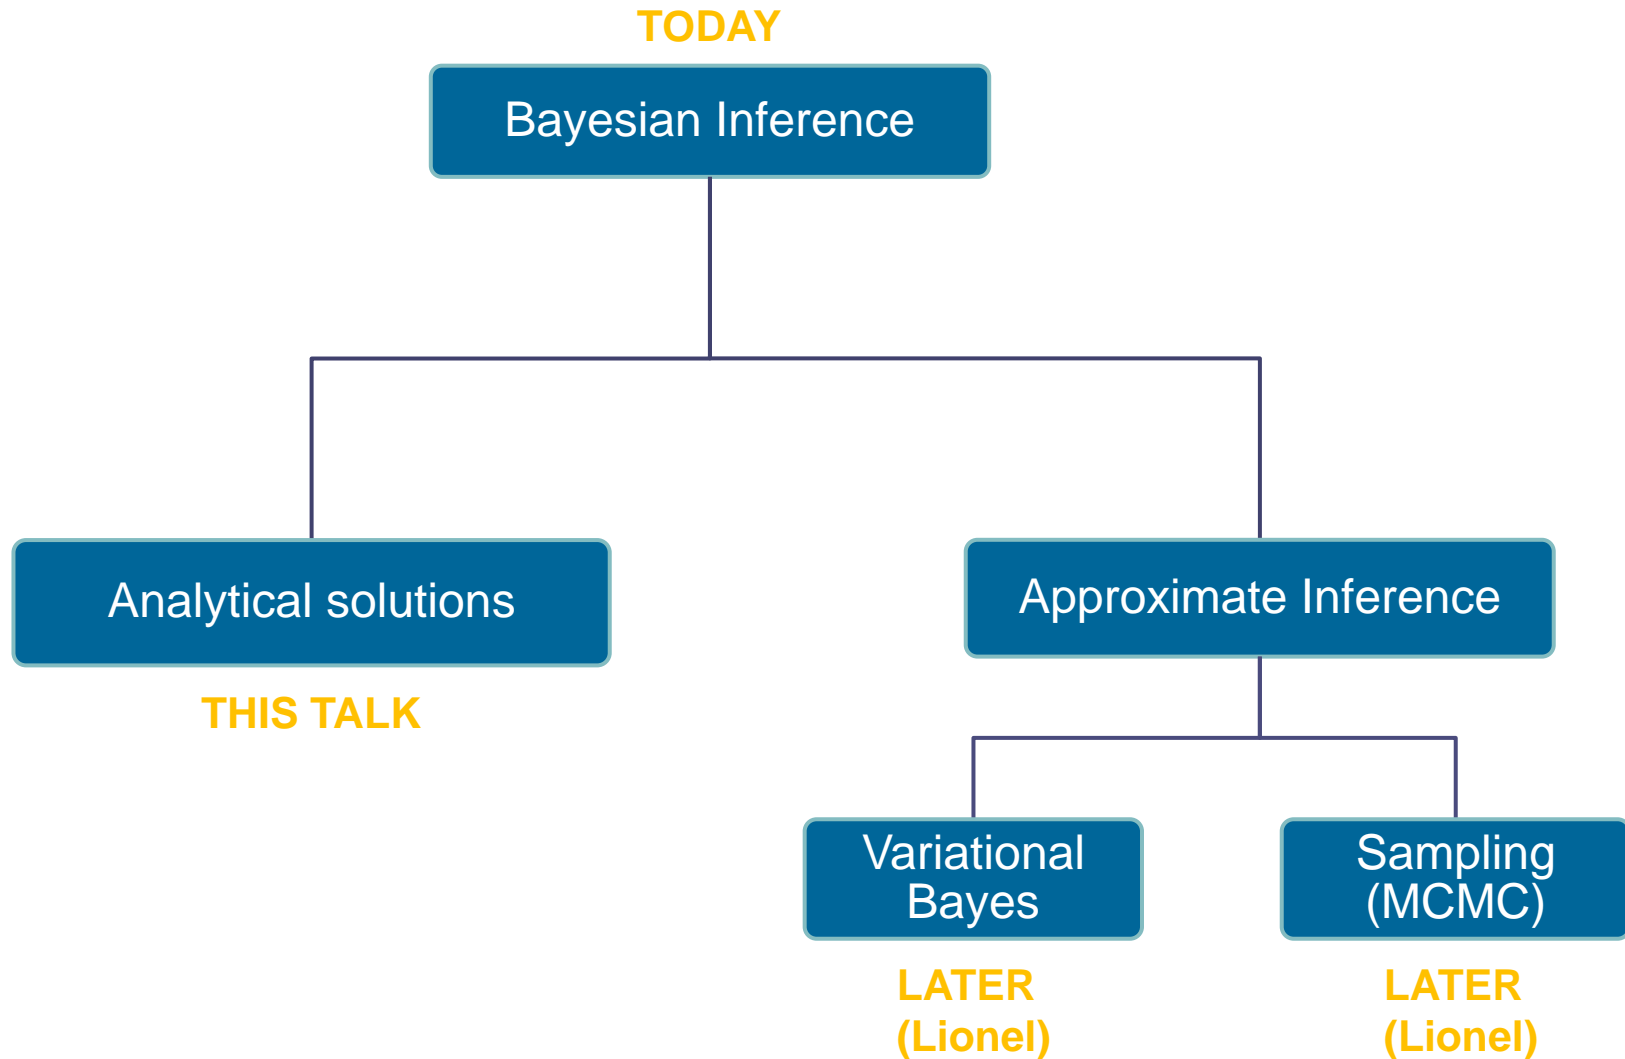 TODAY
Bayesian Inference
Analytical solutions
Approximate Inference
THIS TALK
Variational
Bayes
Sampling
(MCMC)
LATER
(Lionel)
LATER
(Lionel)